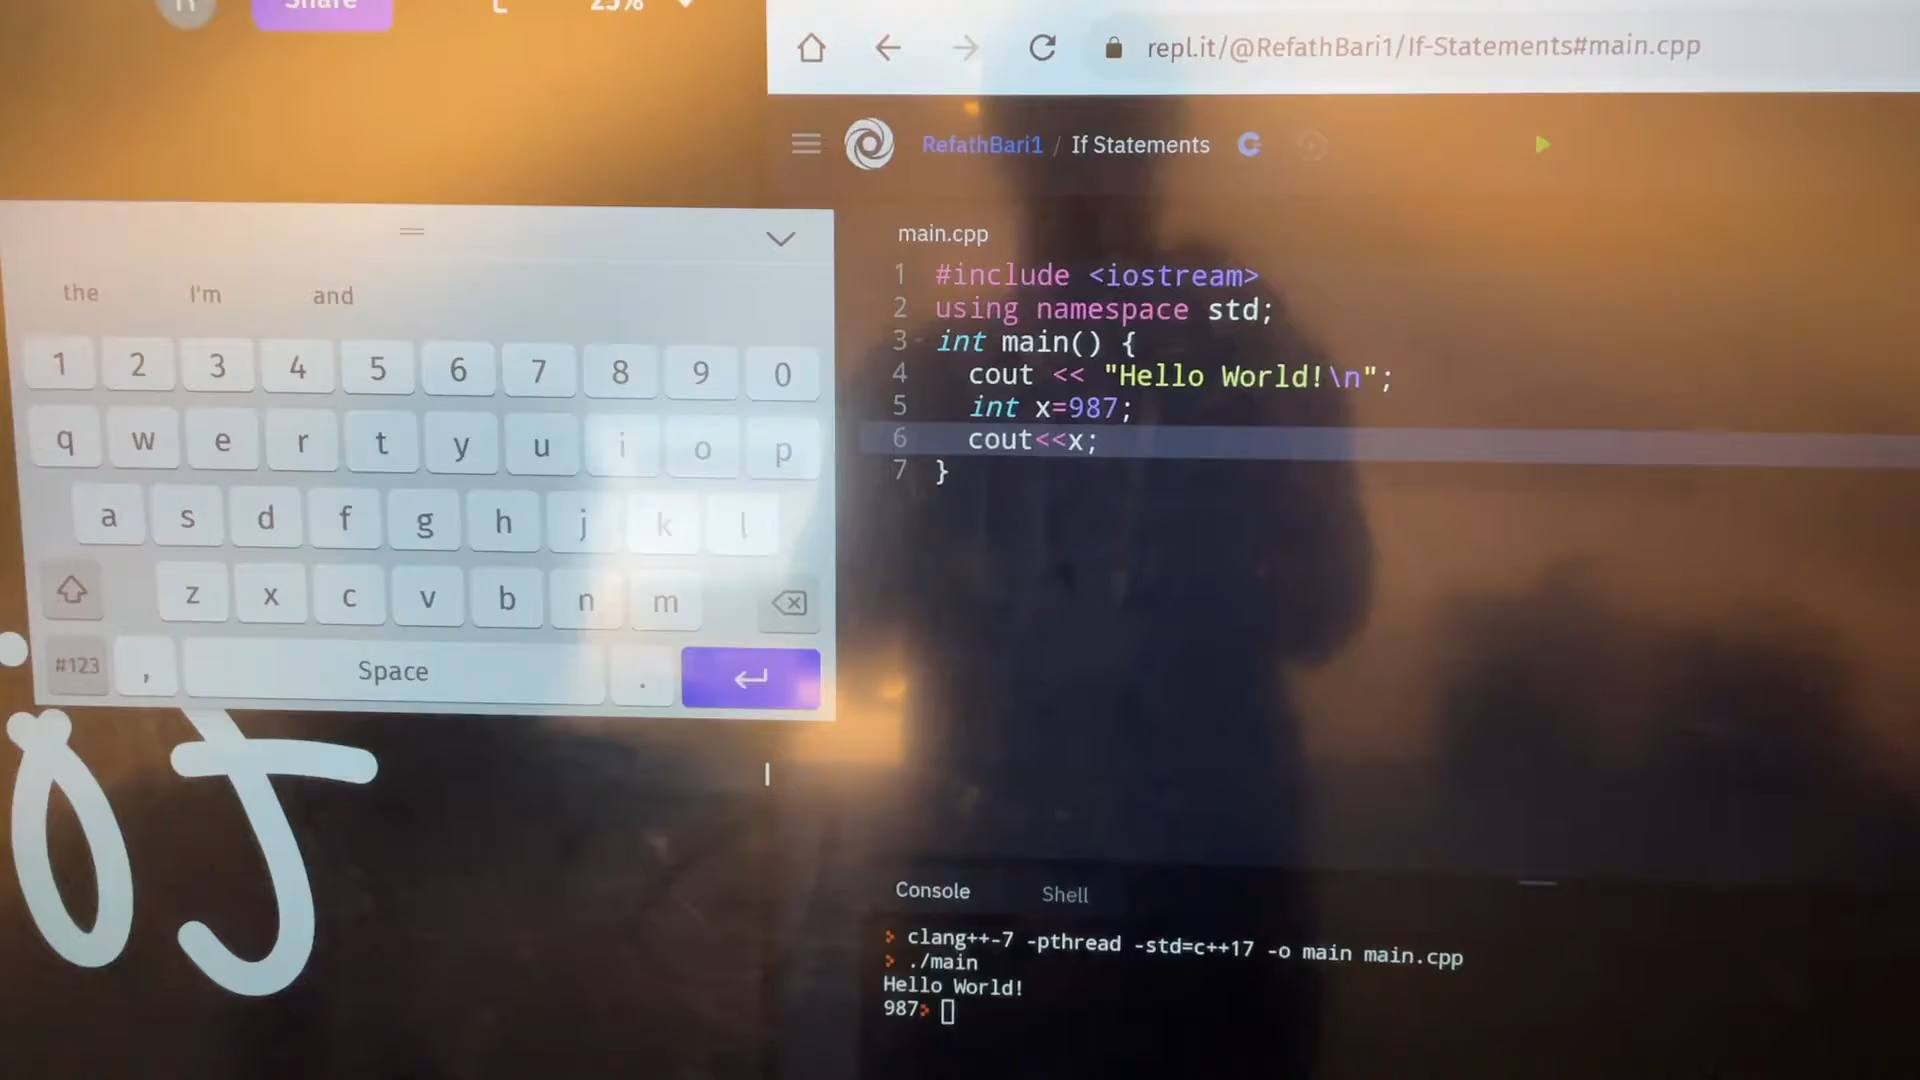 Share
25%
repl.it/@RefathBari1/If-Statements#main.cpp
RefathBari1 / If Statements
the I'm and
1 2 3 4 5 6 7 8 9 0
q w e r t y u i o p
a s d f g h j k l
z x c v b n m
#123 , Space .
main.cpp
1 #include <iostream>
2 using namespace std;
3 int main() {
4 cout << "Hello World!\n";
5 int x=987;
6 cout<<x;
7 }
Console Shell
> clang++-7 -pthread -std=c++17 -o main main.cpp
> ./main
Hello World!
987>